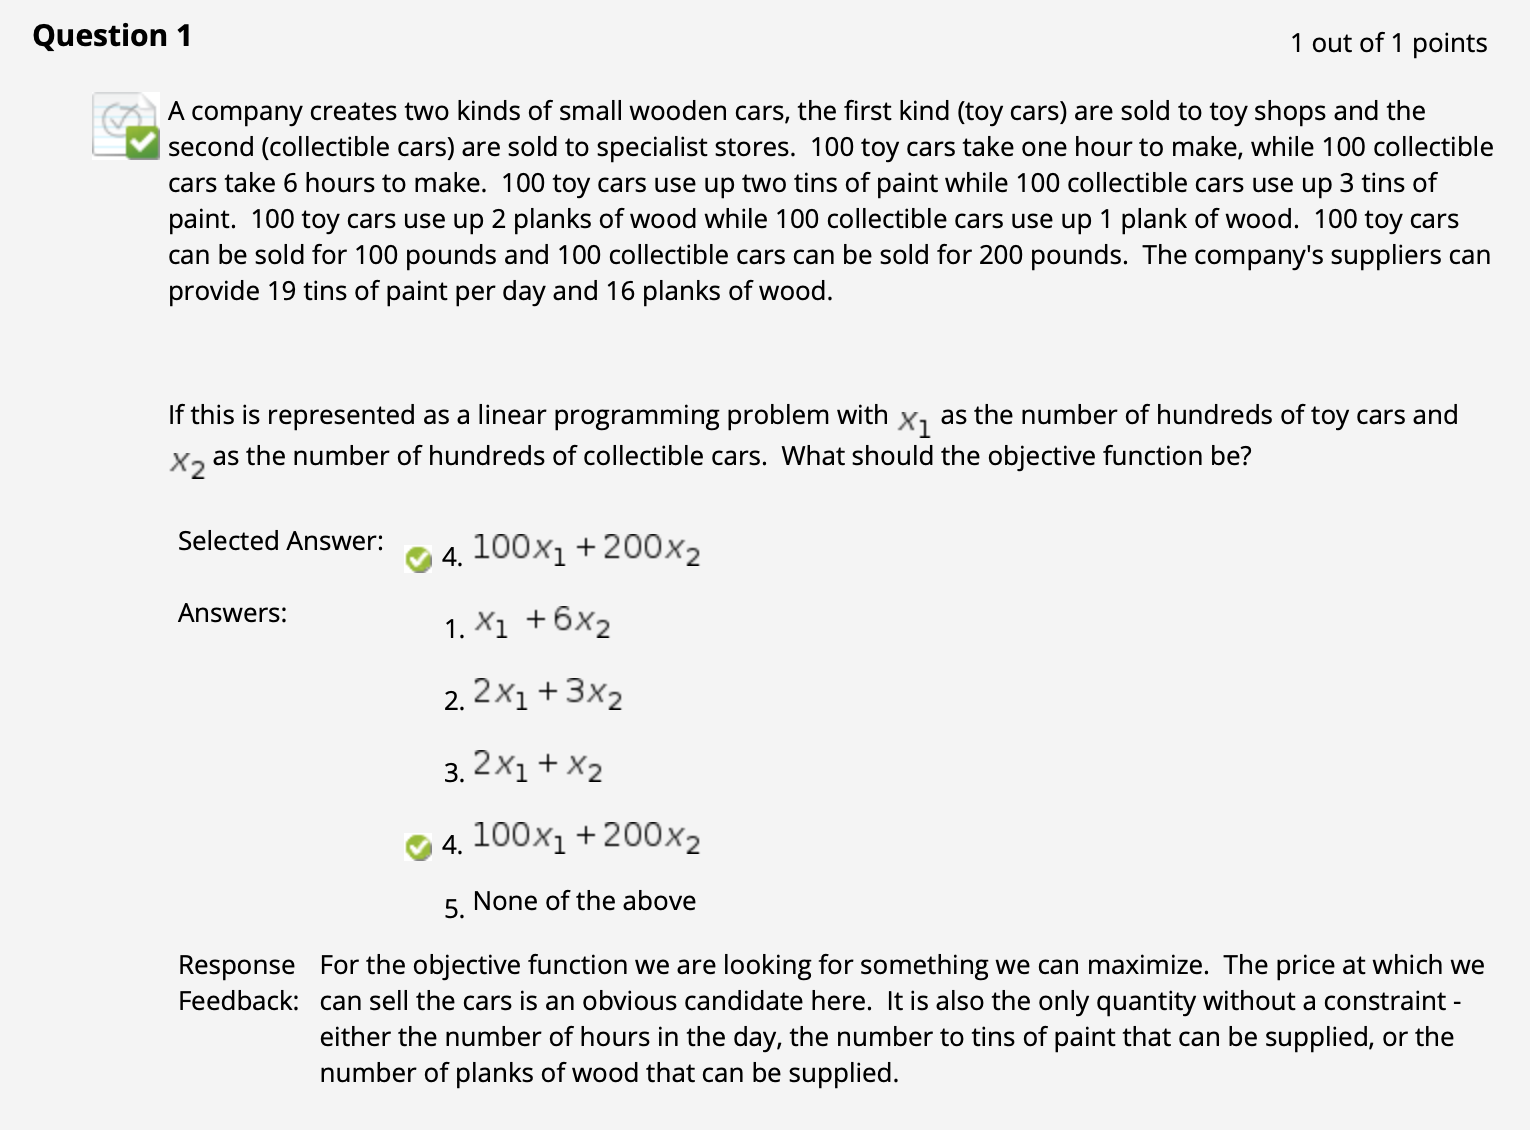 Question 1
1 out of 1 points
A company creates two kinds of small wooden cars, the first kind (toy cars) are sold to toy shops and the
second (collectible cars) are sold to specialist stores.  100 toy cars take one hour to make, while 100 collectible
cars take 6 hours to make.  100 toy cars use up two tins of paint while 100 collectible cars use up 3 tins of
paint.  100 toy cars use up 2 planks of wood while 100 collectible cars use up 1 plank of wood.  100 toy cars
can be sold for 100 pounds and 100 collectible cars can be sold for 200 pounds.  The company's suppliers can
provide 19 tins of paint per day and 16 planks of wood.
If this is represented as a linear programming problem with x₁ as the number of hundreds of toy cars and
x₂ as the number of hundreds of collectible cars.  What should the objective function be?
Selected Answer: 4. 100x₁ + 200x₂
Answers: 1. x₁ + 6x₂
2. 2x₁ + 3x₂
3. 2x₁ + x₂
4. 100x₁ + 200x₂
5. None of the above
Response For the objective function we are looking for something we can maximize.  The price at which we
Feedback: can sell the cars is an obvious candidate here.  It is also the only quantity without a constraint -
either the number of hours in the day, the number to tins of paint that can be supplied, or the
number of planks of wood that can be supplied.